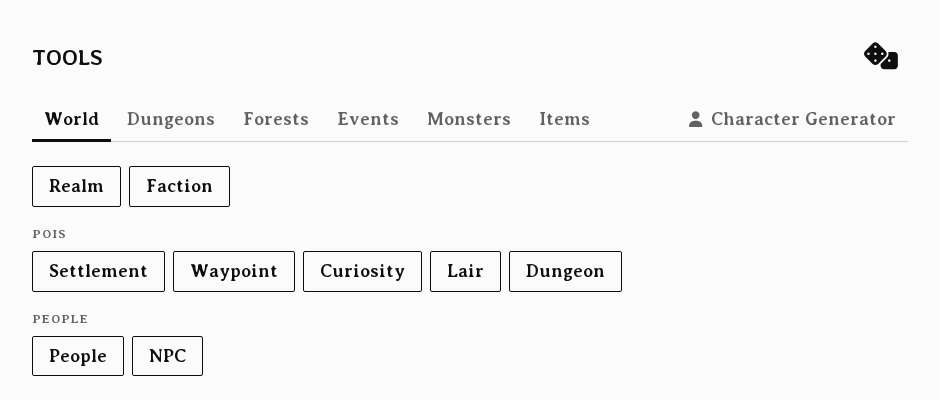 TOOLS
World Dungeons Forests Events Monsters Items Character Generator
Realm Faction
POIS
Settlement Waypoint Curiosity Lair Dungeon
PEOPLE
People NPC